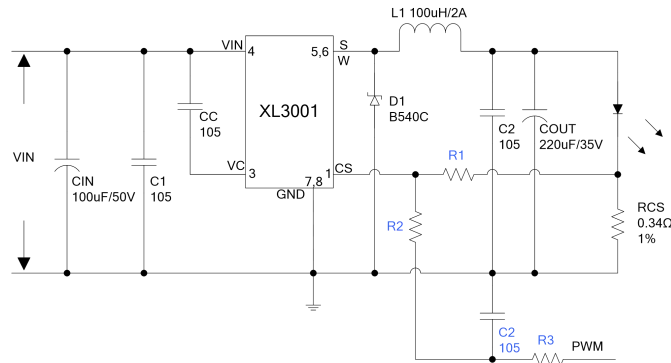 L1 100uH/2A
VIN 4 5,6 S
W
XL3001
CC
105
D1
B540C
C2
105
COUT
220uF/35V
VIN
CIN
100uF/50V
C1
105
VC 3 1 CS
7,8
GND
R1
R2
RCS
0.34Ω
1%
C2
105
R3
PWM